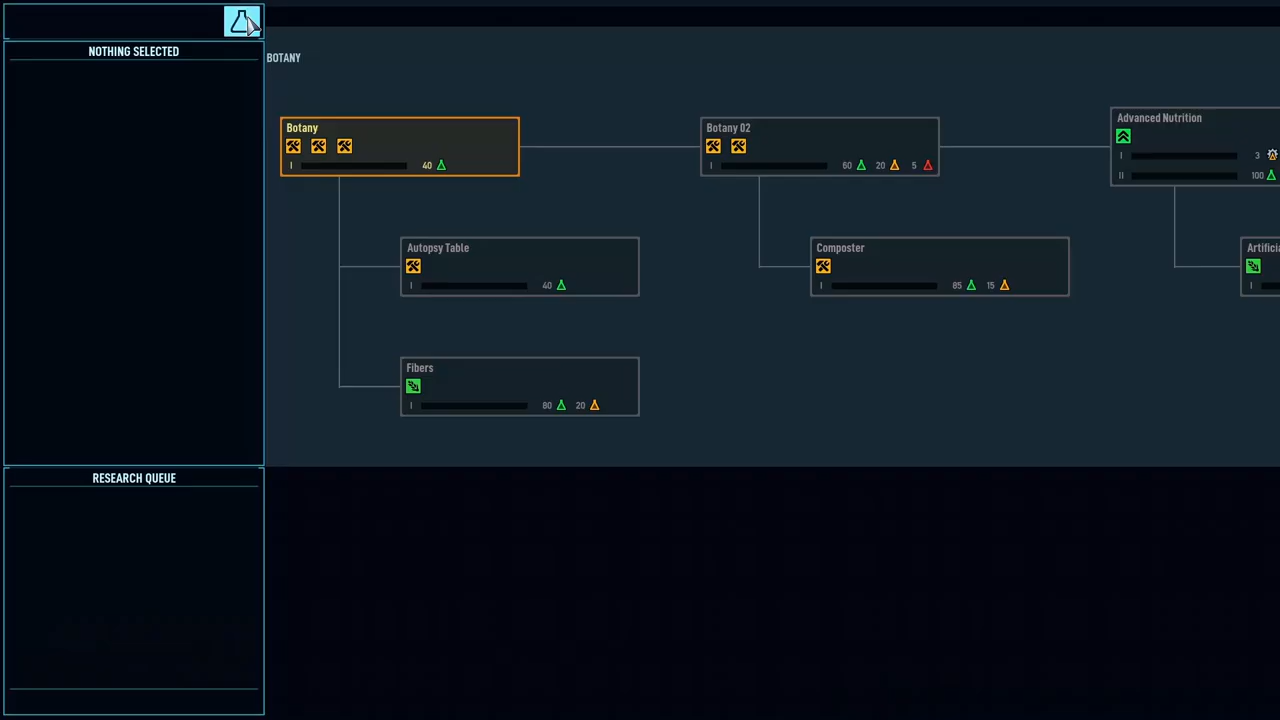 NOTHING SELECTED
BOTANY
Botany
I 40
Botany 02
I 60 20 5
Advanced Nutrition
I 3
II 100
Autopsy Table
I 40
Composter
I 85 15
I
Fibers
I 80 20
RESEARCH QUEUE